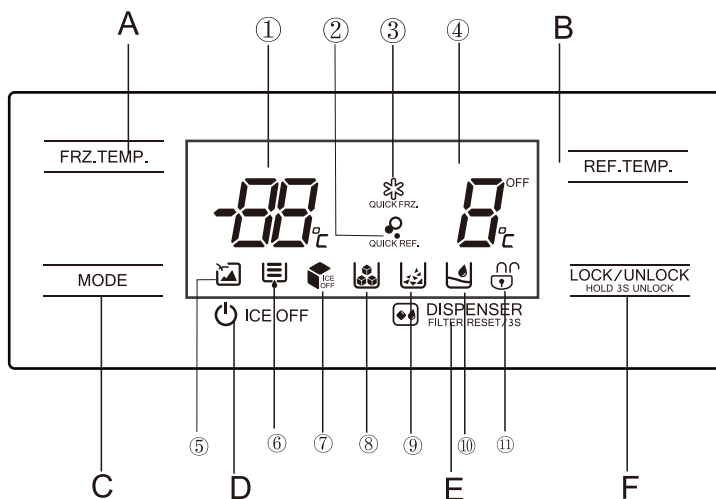 A ① ② ③ ④ B
FRZ.TEMP.
REF.TEMP.
-88°C
QUICK FRZ.
QUICK REF.
8°C OFF
MODE
ICE OFF
LOCK/UNLOCK
HOLD 3S UNLOCK
ICE OFF
DISPENSER
FILTER RESET/3S
⑤ ⑥ ⑦ ⑧ ⑨ ⑩ ⑪
C D E F